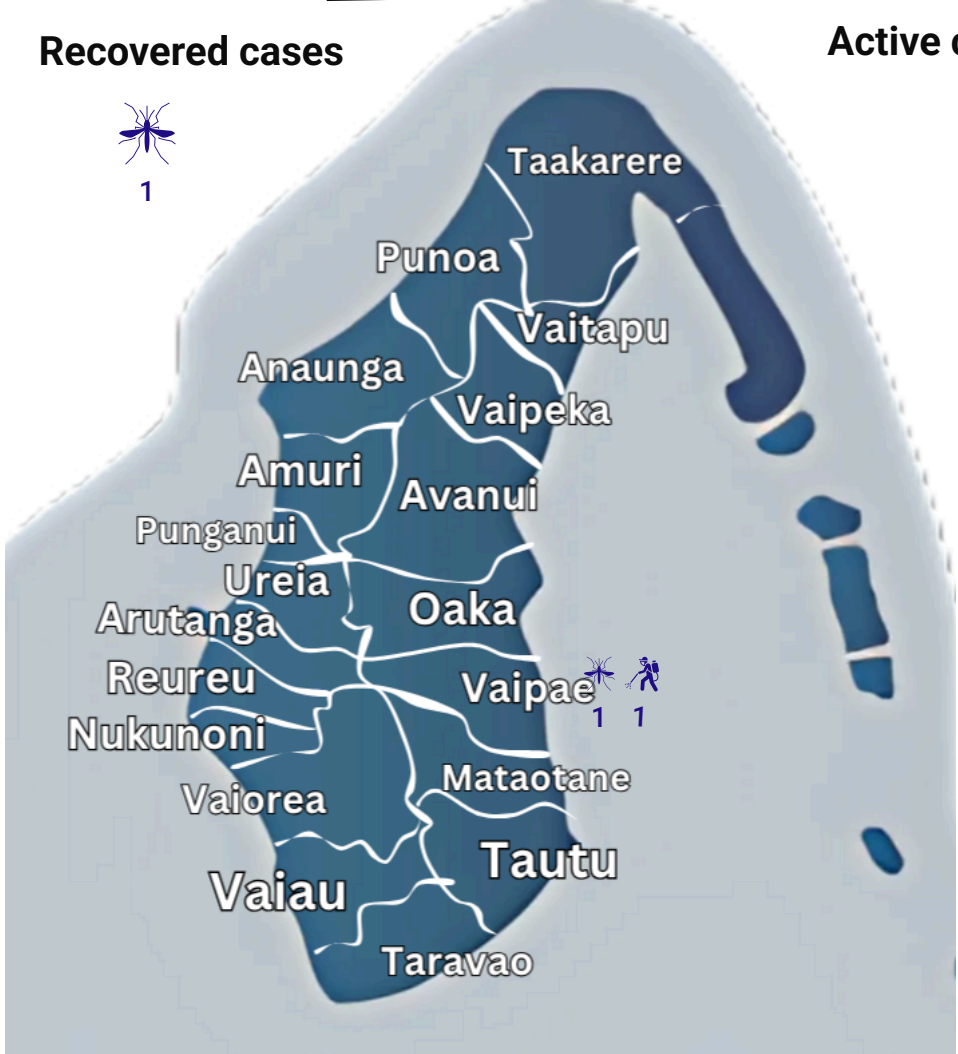 Recovered cases
Active c
1
Taakarere
Punoa
Vaitapu
Anaunga
Vaipeka
Amuri
Avanui
Punganui
Ureia
Oaka
Arutanga
Reureu
Vaipae
1 1
Nukunoni
Mataotane
Vaiorea
Tautu
Vaiau
Taravao